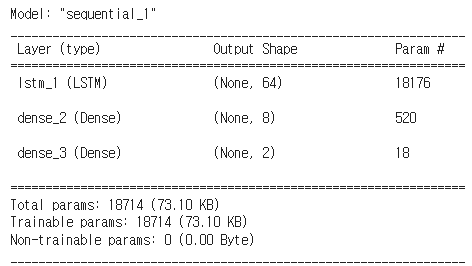 Model: "sequential_1"
_________________________________________________________________
Layer (type) Output Shape Param #
=================================================================
lstm_1 (LSTM) (None, 64) 18176
dense_2 (Dense) (None, 8) 520
dense_3 (Dense) (None, 2) 18
=================================================================
Total params: 18714 (73.10 KB)
Trainable params: 18714 (73.10 KB)
Non-trainable params: 0 (0.00 Byte)
_________________________________________________________________